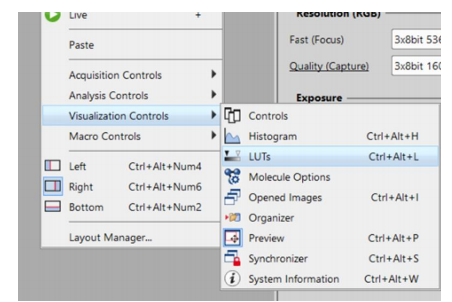 Live +
Resolution (RGB)
Fast (Focus) 3x8bit 536
Paste
Quality (Capture) 3x8bit 160
Acquisition Controls
Analysis Controls
Exposure
Visualization Controls
Macro Controls
Controls
Histogram Ctrl+Alt+H
LUTs Ctrl+Alt+L
Molecule Options
Opened Images Ctrl+Alt+I
Organizer
Preview Ctrl+Alt+P
Synchronizer Ctrl+Alt+S
System Information Ctrl+Alt+W
Left Ctrl+Alt+Num4
Right Ctrl+Alt+Num6
Bottom Ctrl+Alt+Num2
Layout Manager...